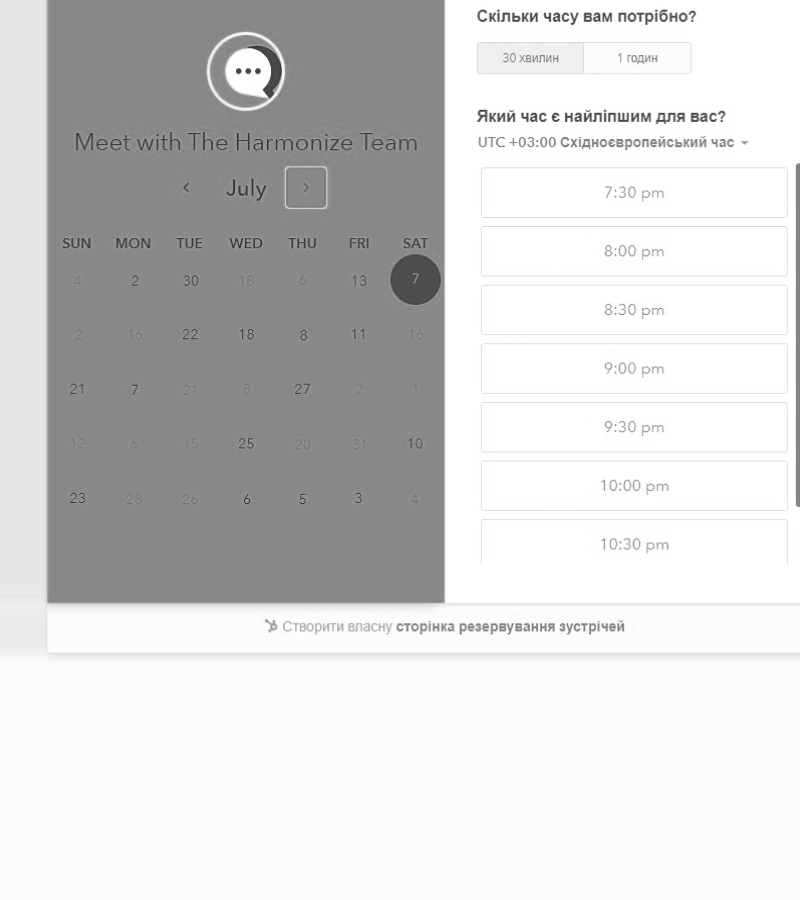 Meet with The Harmonize Team
July
SUN MON TUE WED THU FRI SAT
4 2 30 18 6 13 7
2 16 22 18 8 11 16
21 7 21 8 27 2 1
12 6 15 25 20 31 10
23 28 26 6 5 3 4
Скільки часу вам потрібно?
30 хвилин 1 годин
Який час є найліпшим для вас?
UTC +03:00 Східноєвропейський час
7:30 pm
8:00 pm
8:30 pm
9:00 pm
9:30 pm
10:00 pm
10:30 pm
Створити власну сторінка резервування зустрічей